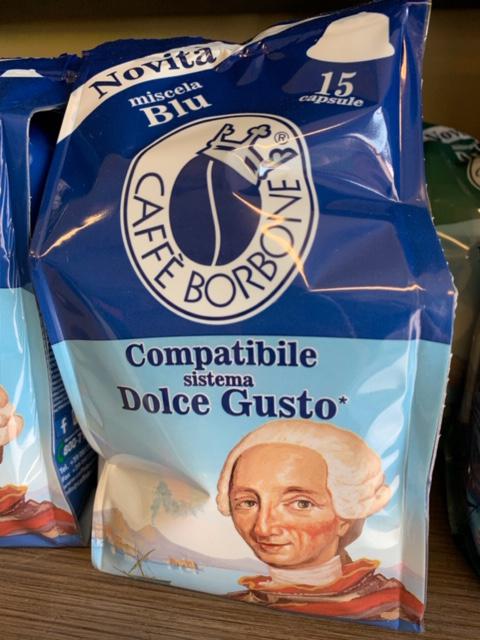 Novità
miscela
Blu
15
capsule
CAFFÈ BORBONE®
Compatibile
sistema
Dolce Gusto*